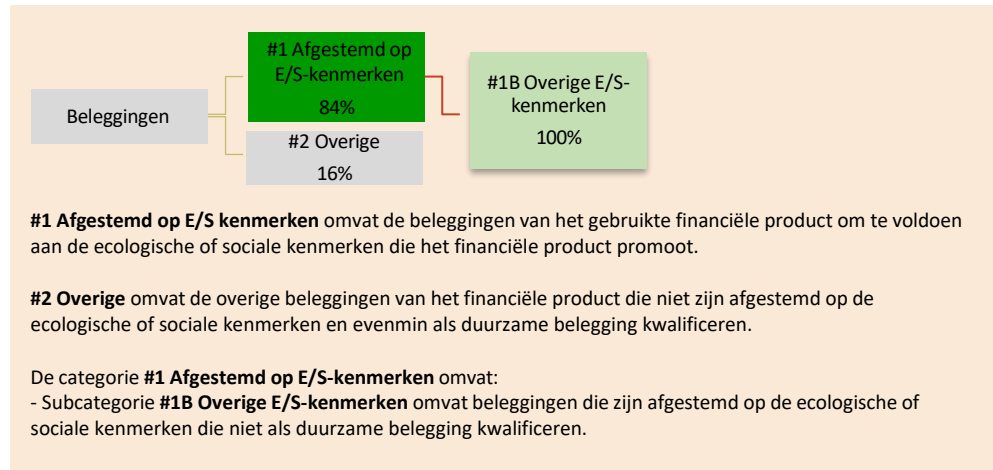 #1 Afgestemd op
E/S-kenmerken
84%
#1B Overige E/S-
kenmerken
100%
Beleggingen
#2 Overige
16%
#1 Afgestemd op E/S kenmerken omvat de beleggingen van het gebruikte financiële product om te voldoen
aan de ecologische of sociale kenmerken die het financiële product promoot.
#2 Overige omvat de overige beleggingen van het financiële product die niet zijn afgestemd op de
ecologische of sociale kenmerken en evenmin als duurzame belegging kwalificeren.
De categorie #1 Afgestemd op E/S-kenmerken omvat:
- Subcategorie #1B Overige E/S-kenmerken omvat beleggingen die zijn afgestemd op de ecologische of
sociale kenmerken die niet als duurzame belegging kwalificeren.